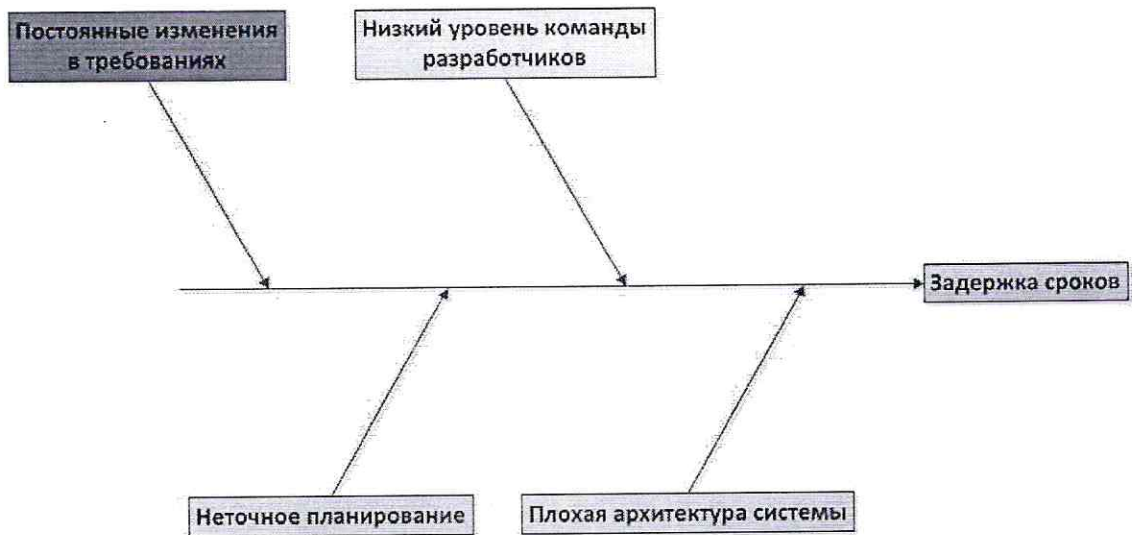 Постоянные изменения
в требованиях
Низкий уровень команды
разработчиков
Задержка сроков
Неточное планирование
Плохая архитектура системы